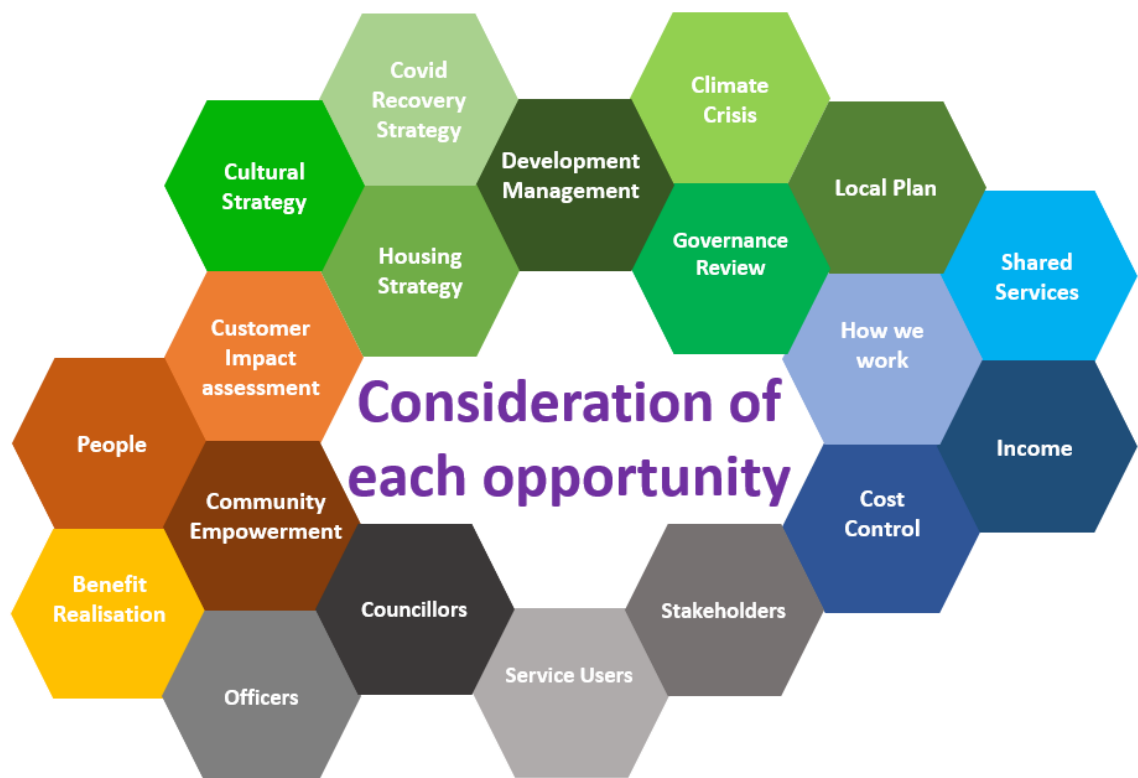 Covid
Recovery
Strategy
Climate
Crisis
Cultural
Strategy
Development
Management
Local Plan
Housing
Strategy
Governance
Review
Shared
Services
Customer
Impact
assessment
How we
work
Consideration of
each opportunity
People
Income
Community
Empowerment
Cost
Control
Benefit
Realisation
Councillors
Stakeholders
Officers
Service Users